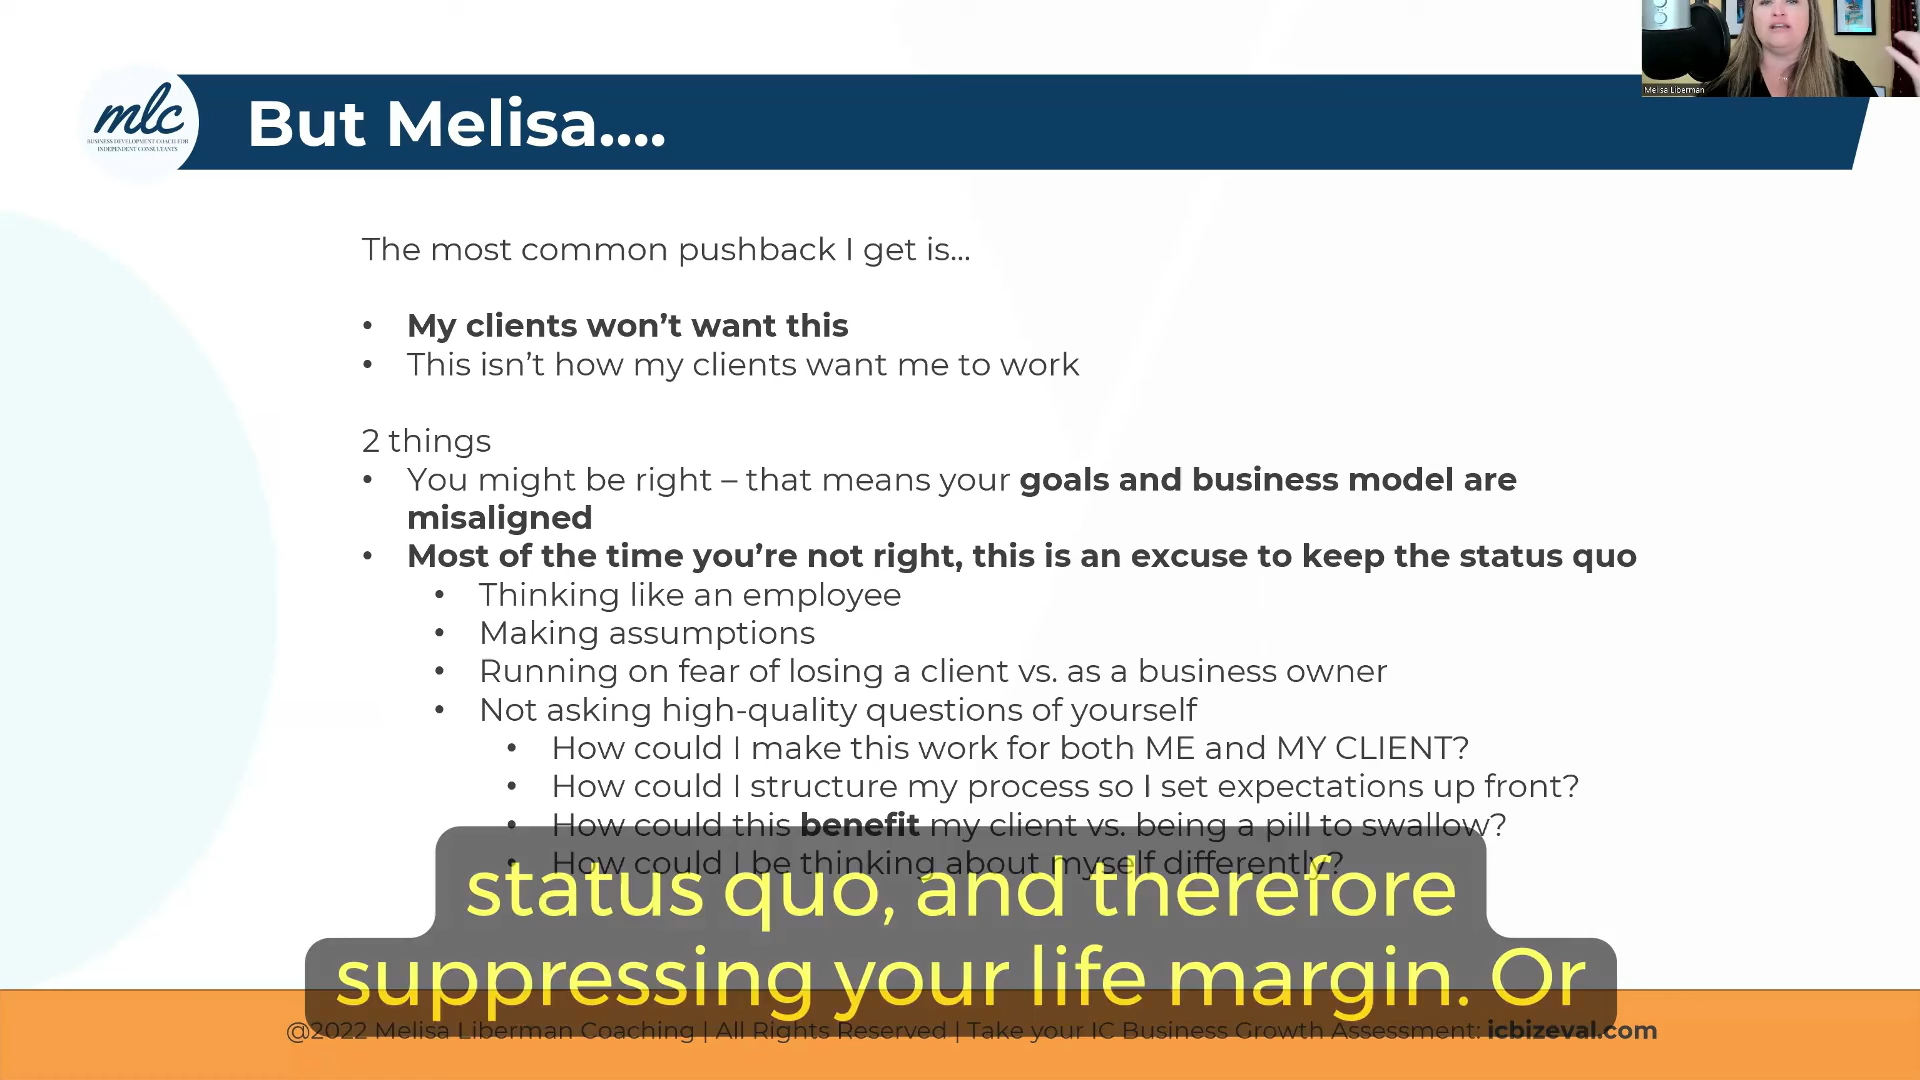 Melisa Liberman
mlc
BUSINESS DEVELOPMENT COACH FOR
INDEPENDENT CONSULTANTS
But Melisa....
The most common pushback I get is...
• My clients won't want this
• This isn't how my clients want me to work
2 things
• You might be right – that means your goals and business model are
misaligned
• Most of the time you're not right, this is an excuse to keep the status quo
• Thinking like an employee
• Making assumptions
• Running on fear of losing a client vs. as a business owner
• Not asking high-quality questions of yourself
• How could I make this work for both ME and MY CLIENT?
• How could I structure my process so I set expectations up front?
• How could this benefit my client vs. being a pill to swallow?
• How could I be thinking about myself differently?
status quo, and therefore
suppressing your life margin. Or
@2022 Melisa Liberman Coaching | All Rights Reserved | Take your IC Business Growth Assessment: icbizeval.com